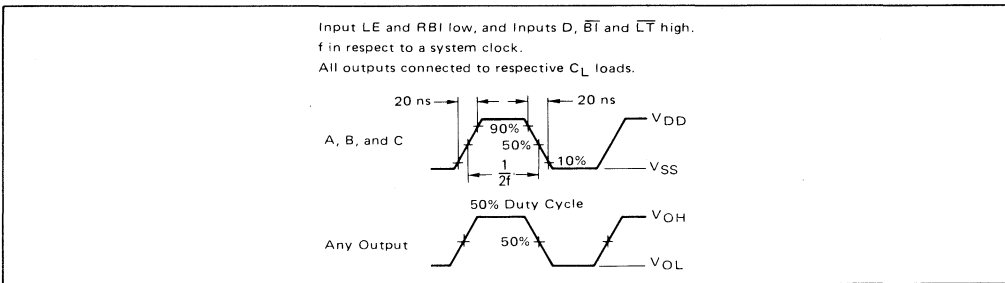 Input LE and RBI low, and Inputs D, B̅I̅ and L̅T̅ high.
f in respect to a system clock.
All outputs connected to respective CL loads.
20 ns
20 ns
VDD
90%
A, B, and C
50%
10%
1
2f
VSS
50% Duty Cycle
VOH
Any Output
50%
VOL